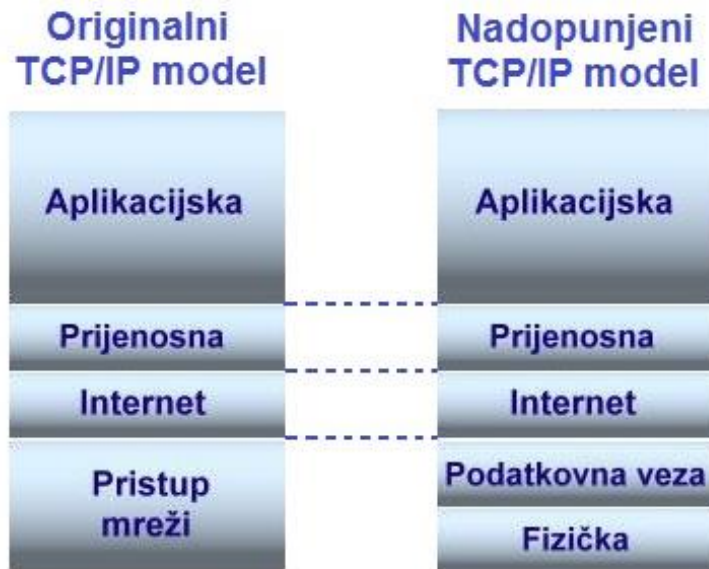 Originalni
TCP/IP model
Aplikacijska
Prijenosna
Internet
Pristup
mreži
Nadopunjeni
TCP/IP model
Aplikacijska
Prijenosna
Internet
Podatkovna veza
Fizička